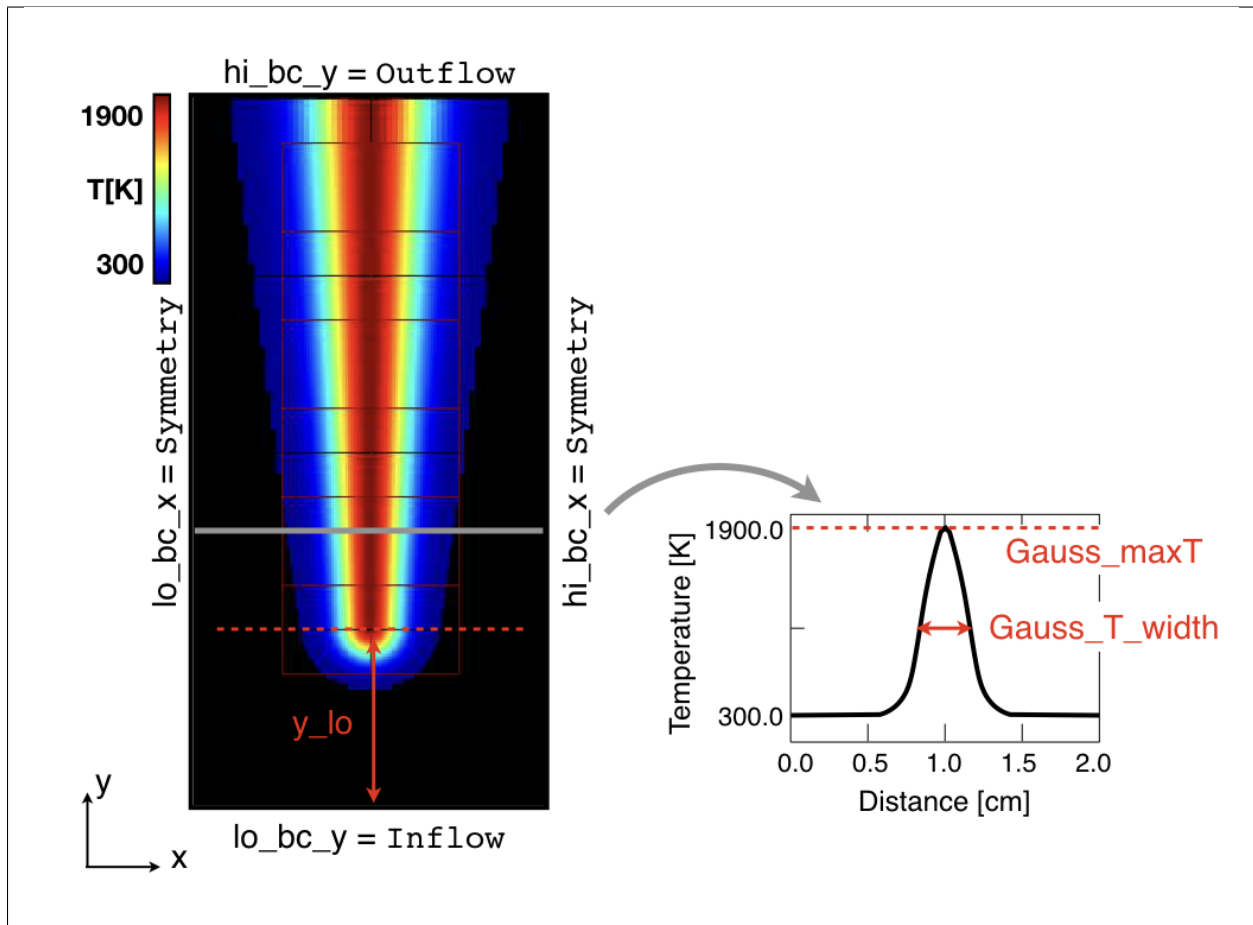 hi_bc_y = Outflow
1900
T[K]
300
lo_bc_x = Symmetry
hi_bc_x = Symmetry
y_lo
y
x
lo_bc_y = Inflow
1900.0
Gauss_maxT
Gauss_T_width
Temperature [K]
300.0
0.0 0.5 1.0 1.5 2.0
Distance [cm]